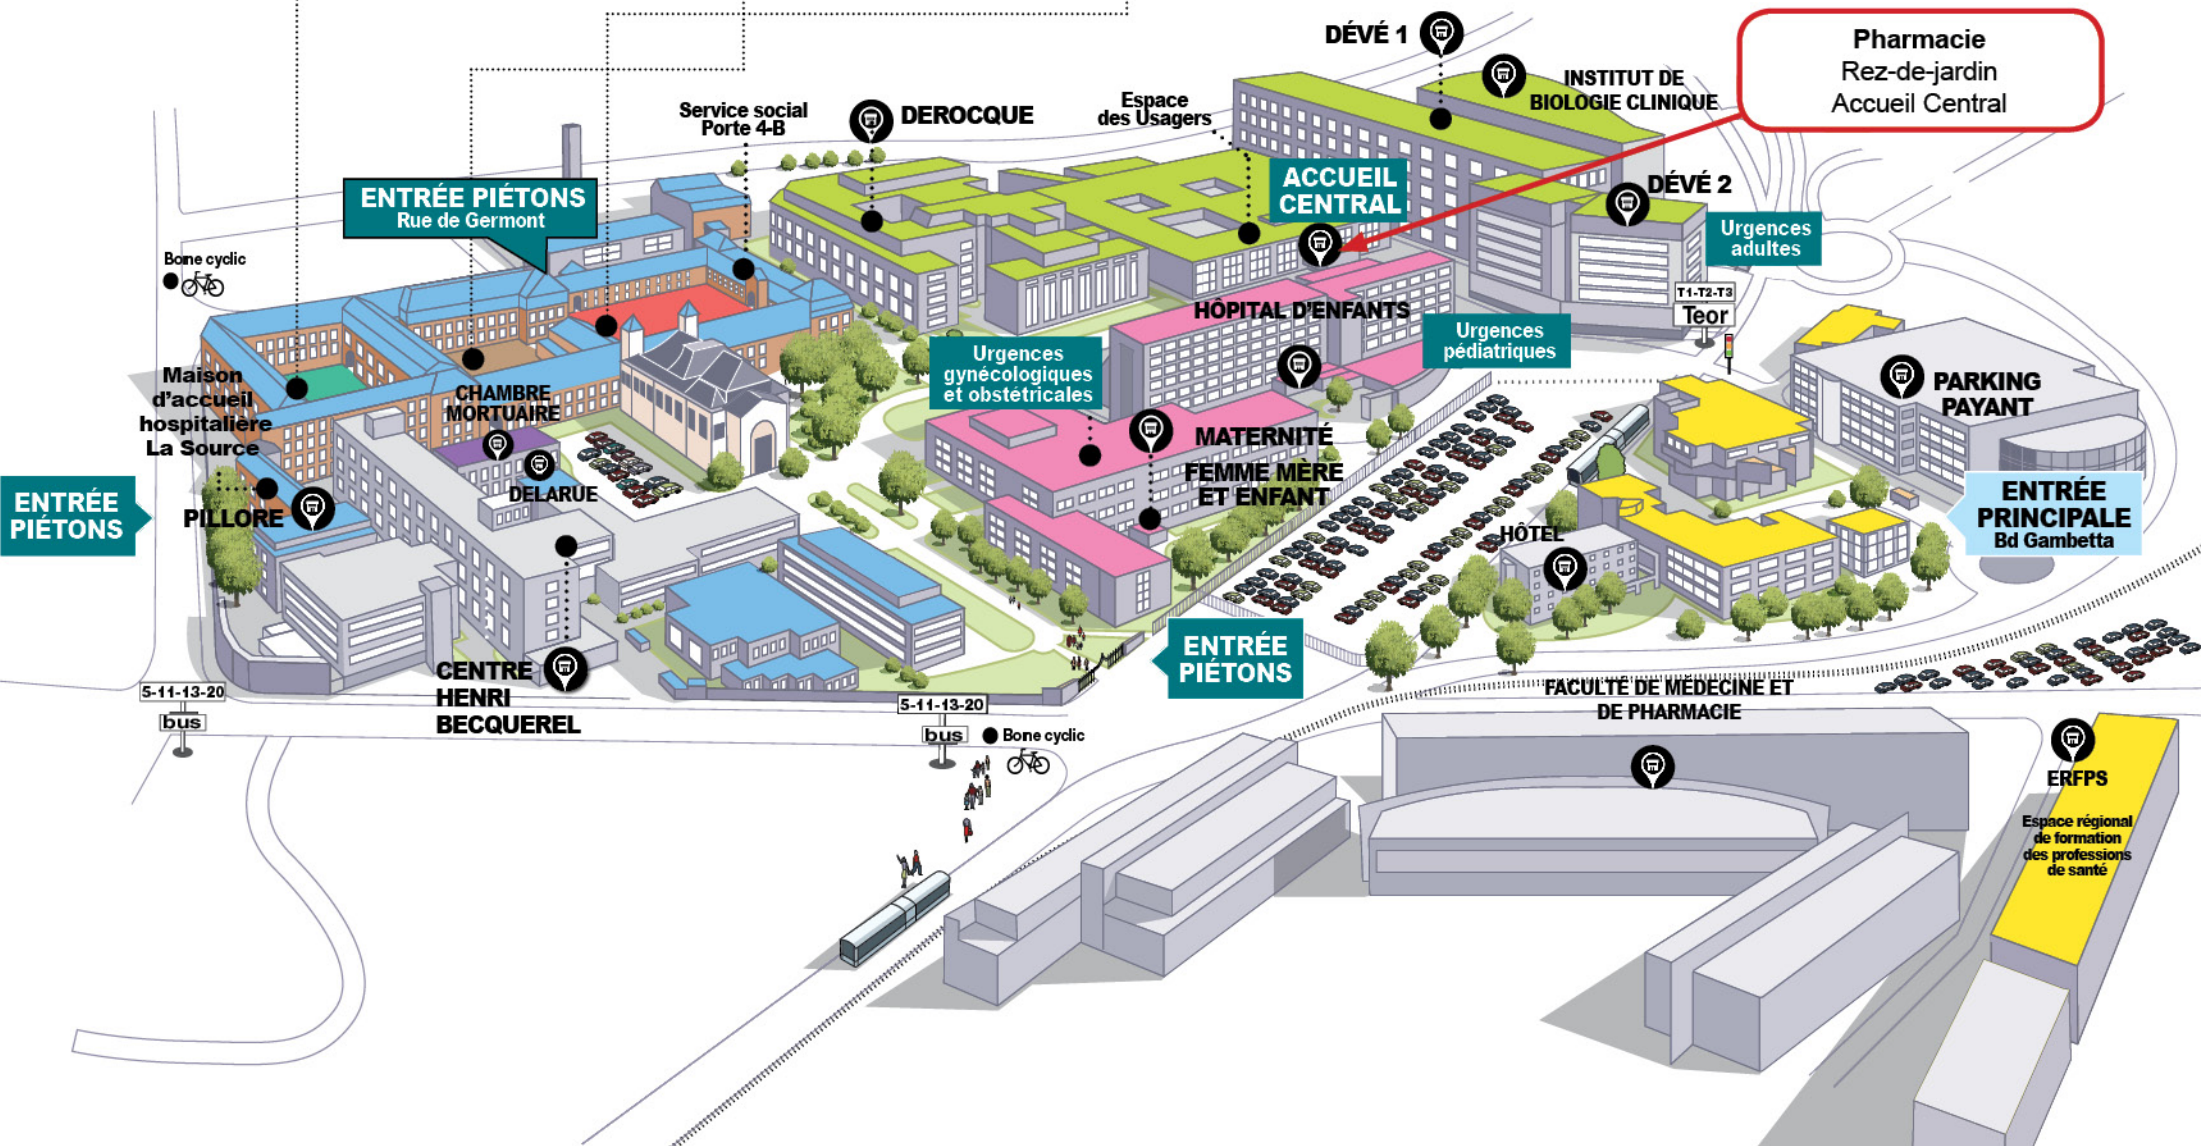 DÉVÉ 1
Pharmacie
Rez-de-jardin
Accueil Central
INSTITUT DE
BIOLOGIE CLINIQUE
Service social
Porte 4-B
DEROCQUE
Espace
des Usagers
ENTRÉE PIÉTONS
Rue de Germont
ACCUEIL
CENTRAL
DÉVÉ 2
Urgences
adultes
Borne cyclic
T1-T2-T3
Teor
HÔPITAL D'ENFANTS
Urgences
pédiatriques
Urgences
gynécologiques
et obstétricales
Maison
d'accueil
hospitalière
La Source
CHAMBRE
MORTUAIRE
PARKING
PAYANT
MATERNITÉ
FEMME MÈRE
ET ENFANT
DELARUE
ENTRÉE
PIÉTONS
PILLORE
ENTRÉE
PRINCIPALE
Bd Gambetta
HÔTEL
ENTRÉE
PIÉTONS
CENTRE
HENRI
BECQUEREL
5-11-13-20
bus
5-11-13-20
bus
Borne cyclic
FACULTÉ DE MÉDECINE ET
DE PHARMACIE
ERFPS
Espace régional
de formation
des professions
de santé